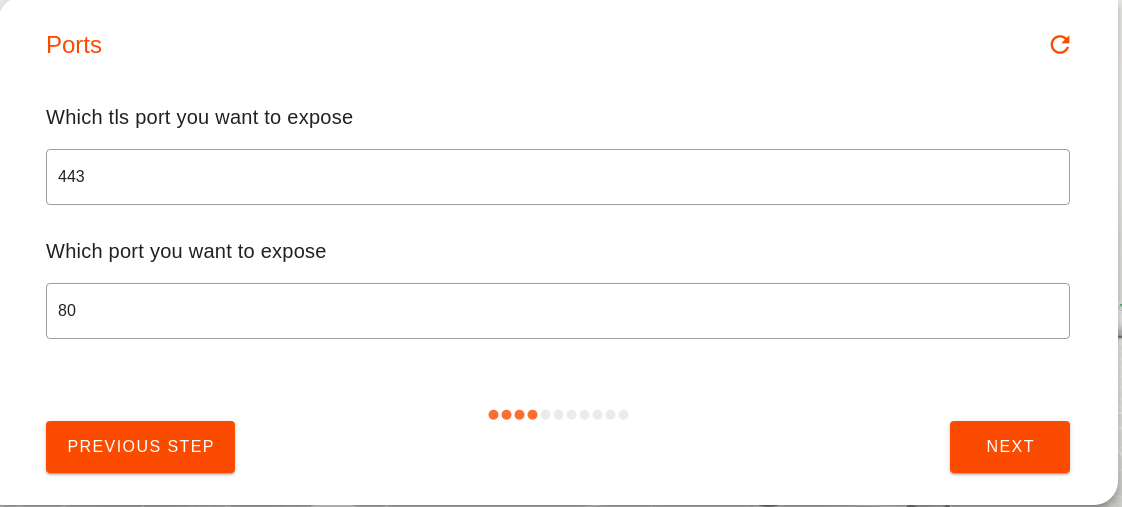 Ports
Which tls port you want to expose
443
Which port you want to expose
80
PREVIOUS STEP
NEXT